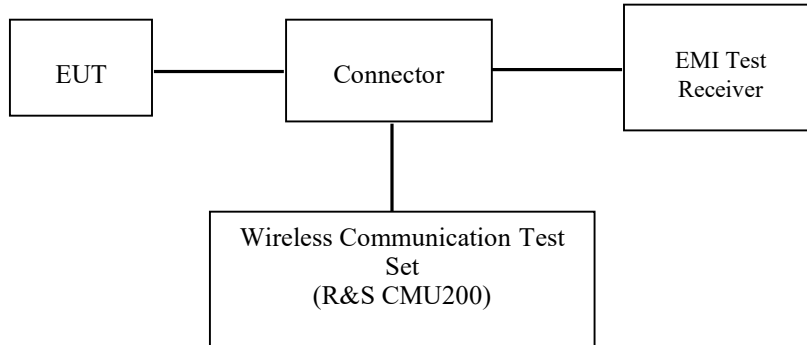 EUT
Connector
EMI Test
Receiver
Wireless Communication Test
Set
(R&S CMU200)